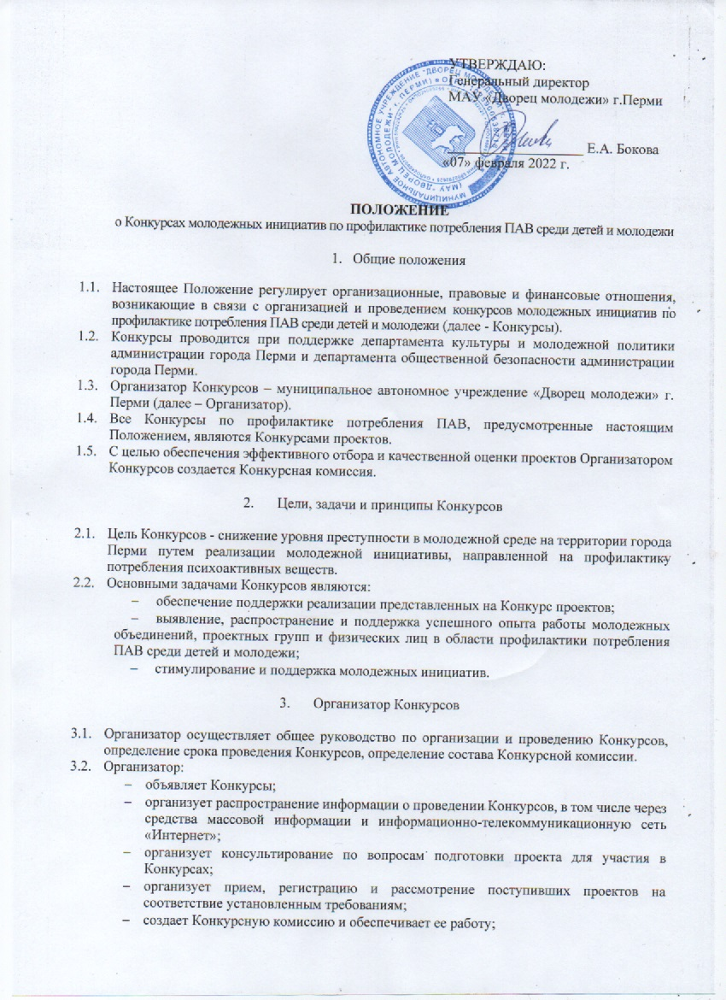 УТВЕРЖДАЮ:
Генеральный директор
МАУ «Дворец молодежи» г.Перми
Е.А. Бокова
«07» февраля 2022 г.
МУНИЦИПАЛЬНОЕ АВТОНОМНОЕ УЧРЕЖДЕНИЕ "ДВОРЕЦ МОЛОДЕЖИ" г. ПЕРМИ
(МАУ "ДВОРЕЦ МОЛОДЕЖИ" г. ПЕРМИ)
ПОЛОЖЕНИЕ
о Конкурсах молодежных инициатив по профилактике потребления ПАВ среди детей и молодежи
1. Общие положения
1.1. Настоящее Положение регулирует организационные, правовые и финансовые отношения,
возникающие в связи с организацией и проведением конкурсов молодежных инициатив по
профилактике потребления ПАВ среди детей и молодежи (далее - Конкурсы).
1.2. Конкурсы проводится при поддержке департамента культуры и молодежной политики
администрации города Перми и департамента общественной безопасности администрации
города Перми.
1.3. Организатор Конкурсов – муниципальное автономное учреждение «Дворец молодежи» г.
Перми (далее – Организатор).
1.4. Все Конкурсы по профилактике потребления ПАВ, предусмотренные настоящим
Положением, являются Конкурсами проектов.
1.5. С целью обеспечения эффективного отбора и качественной оценки проектов Организатором
Конкурсов создается Конкурсная комиссия.
2. Цели, задачи и принципы Конкурсов
2.1. Цель Конкурсов - снижение уровня преступности в молодежной среде на территории города
Перми путем реализации молодежной инициативы, направленной на профилактику
потребления психоактивных веществ.
2.2. Основными задачами Конкурсов являются:
– обеспечение поддержки реализации представленных на Конкурс проектов;
– выявление, распространение и поддержка успешного опыта работы молодежных
объединений, проектных групп и физических лиц в области профилактики потребления
ПАВ среди детей и молодежи;
– стимулирование и поддержка молодежных инициатив.
3. Организатор Конкурсов
3.1. Организатор осуществляет общее руководство по организации и проведению Конкурсов,
определение срока проведения Конкурсов, определение состава Конкурсной комиссии.
3.2. Организатор:
– объявляет Конкурсы;
– организует распространение информации о проведении Конкурсов, в том числе через
средства массовой информации и информационно-телекоммуникационную сеть
«Интернет»;
– организует консультирование по вопросам подготовки проекта для участия в
Конкурсах;
– организует прием, регистрацию и рассмотрение поступивших проектов на
соответствие установленным требованиям;
– создает Конкурсную комиссию и обеспечивает ее работу;